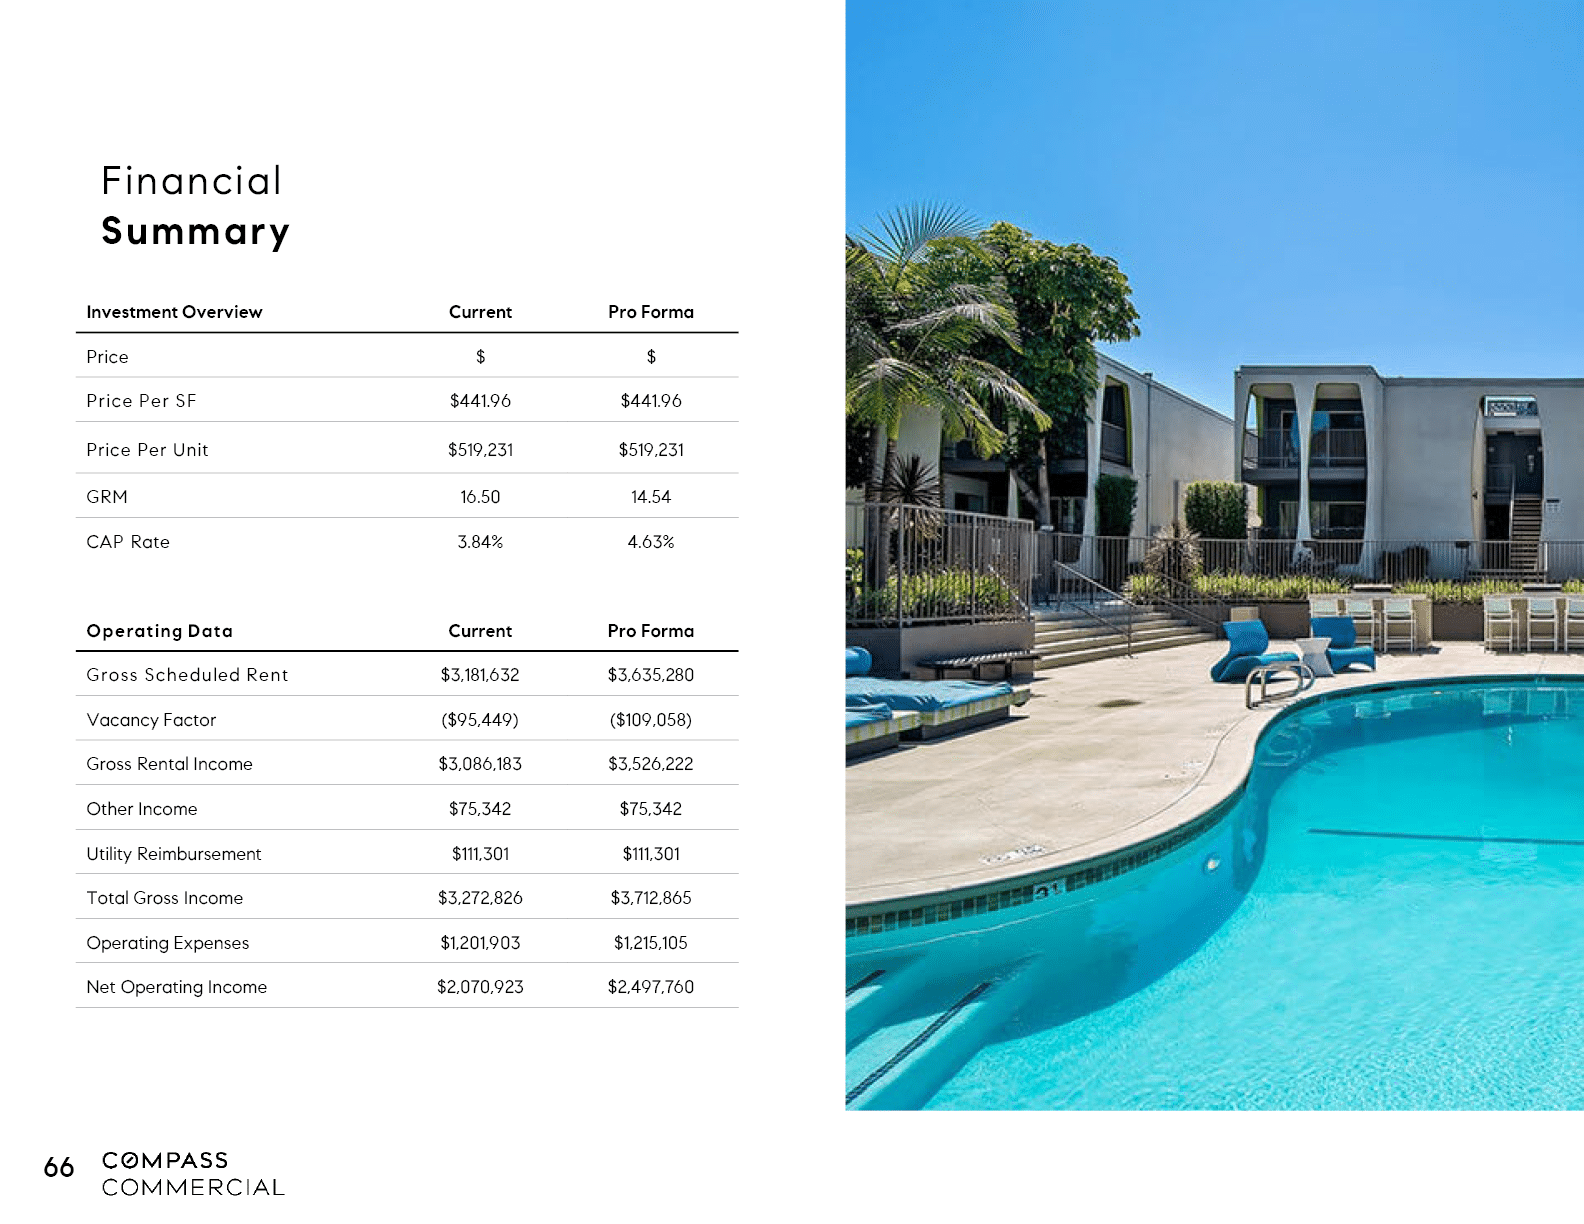 Financial
Summary
Investment Overview Current Pro Forma
Price $ $
Price Per SF $441.96 $441.96
Price Per Unit $519,231 $519,231
GRM 16.50 14.54
CAP Rate 3.84% 4.63%
Operating Data Current Pro Forma
Gross Scheduled Rent $3,181,632 $3,635,280
Vacancy Factor ($95,449) ($109,058)
Gross Rental Income $3,086,183 $3,526,222
Other Income $75,342 $75,342
Utility Reimbursement $111,301 $111,301
Total Gross Income $3,272,826 $3,712,865
Operating Expenses $1,201,903 $1,215,105
Net Operating Income $2,070,923 $2,497,760
66 COMPASS
COMMERCIAL